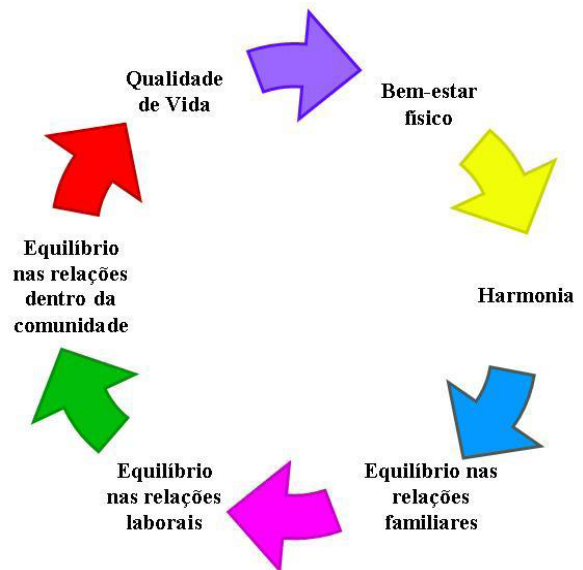 Qualidade
de Vida
Bem-estar
físico
Harmonia
Equilíbrio nas
relações
familiares
Equilíbrio
nas relações
laborais
Equilíbrio
nas relações
dentro da
comunidade